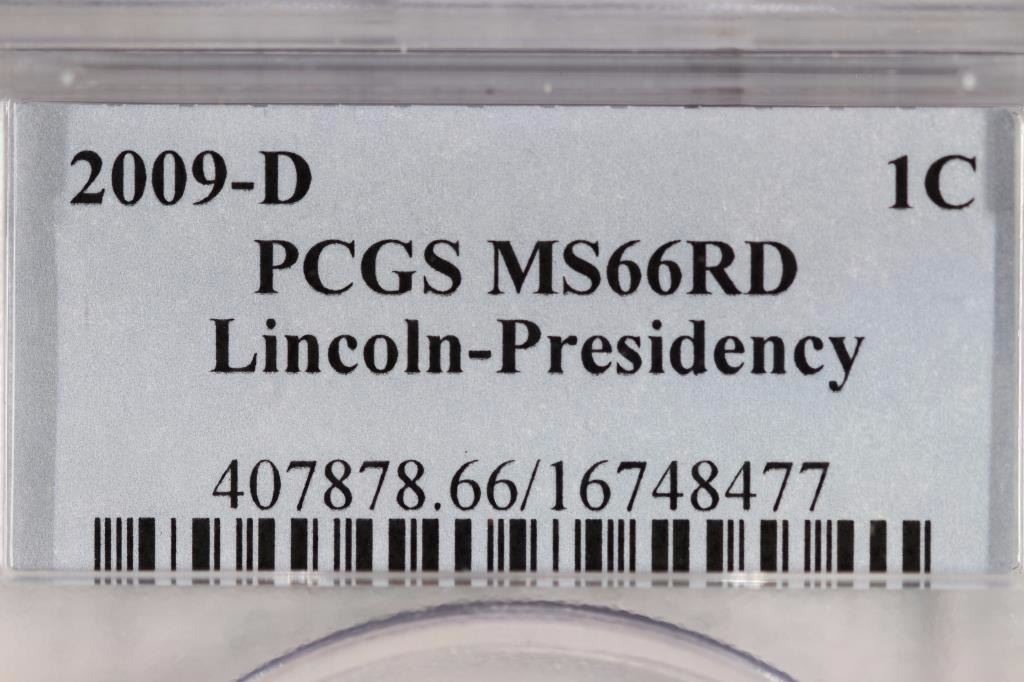 2009-D 1C
PCGS MS66RD
Lincoln-Presidency
407878.66/16748477